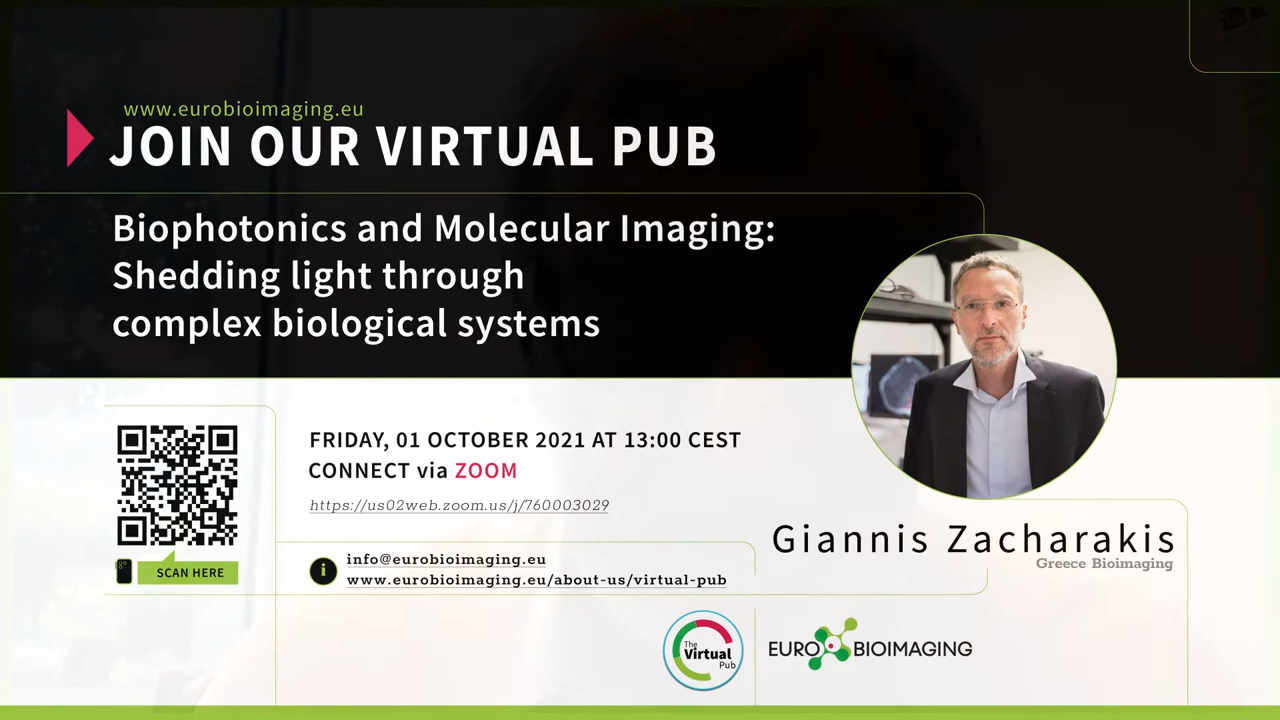 www.eurobioimaging.eu
JOIN OUR VIRTUAL PUB
Biophotonics and Molecular Imaging:
Shedding light through
complex biological systems
FRIDAY, 01 OCTOBER 2021 AT 13:00 CEST
CONNECT via ZOOM
https://us02web.zoom.us/j/760003029
SCAN HERE
i
info@eurobioimaging.eu
www.eurobioimaging.eu/about-us/virtual-pub
Giannis Zacharakis
Greece Bioimaging
The
Virtual
Pub
EURO BIOIMAGING